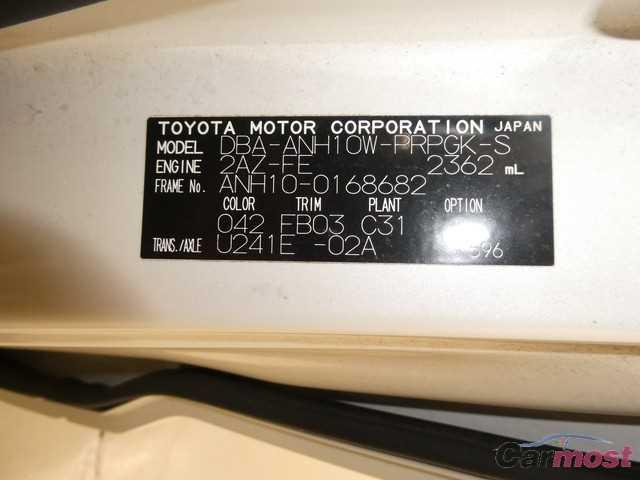 TOYOTA MOTOR CORPORATION JAPAN
MODEL DBA-ANH10W-PRPGK-S
ENGINE 2AZ-FE 2362 mL
FRAME No. ANH10-0168682
COLOR TRIM PLANT OPTION
042 FB03 C31
TRANS./AXLE U241E -02A 596
Carmost